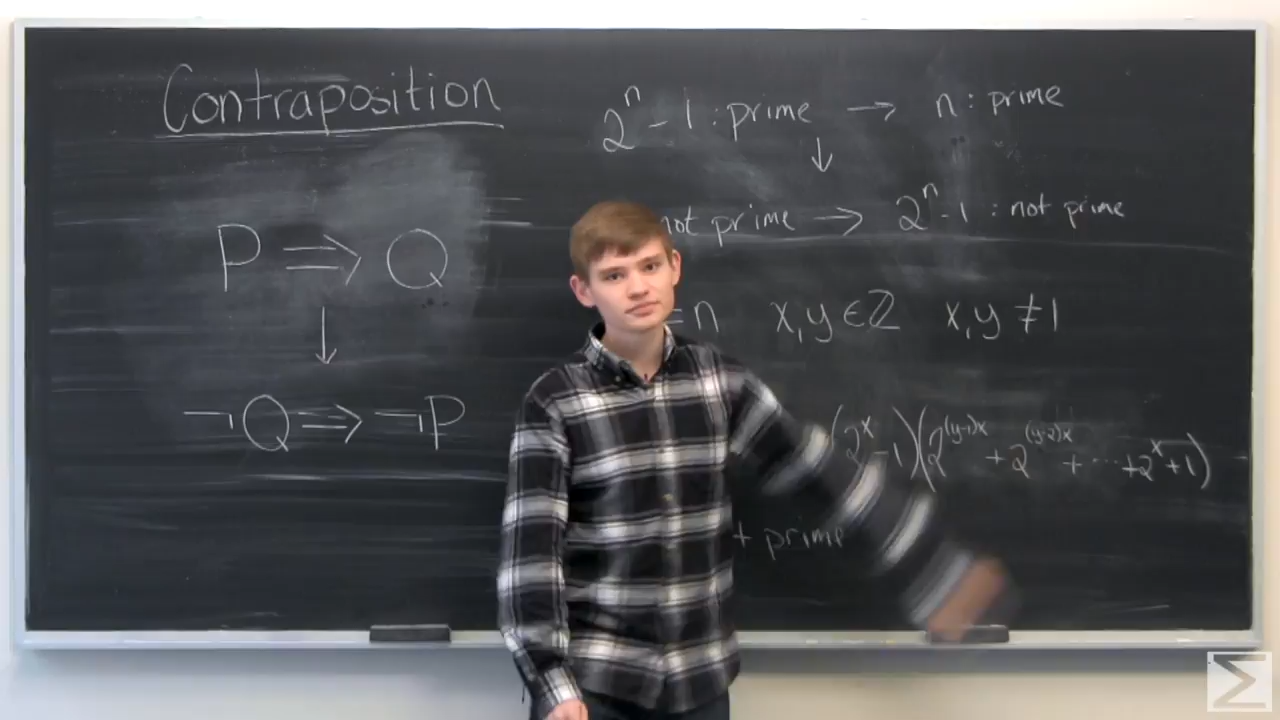 Contraposition
P ⟹ Q
↓
¬Q ⟹ ¬P
2ⁿ - 1 : prime → n : prime
↓
not prime → 2ⁿ - 1 : not prime
= n x, y ∈ ℤ x, y ≠ 1
(2ˣ - 1)(2^{(y-1)x} + 2^{(y-2)x} + ⋯ + 2ˣ + 1)
prime
Σ